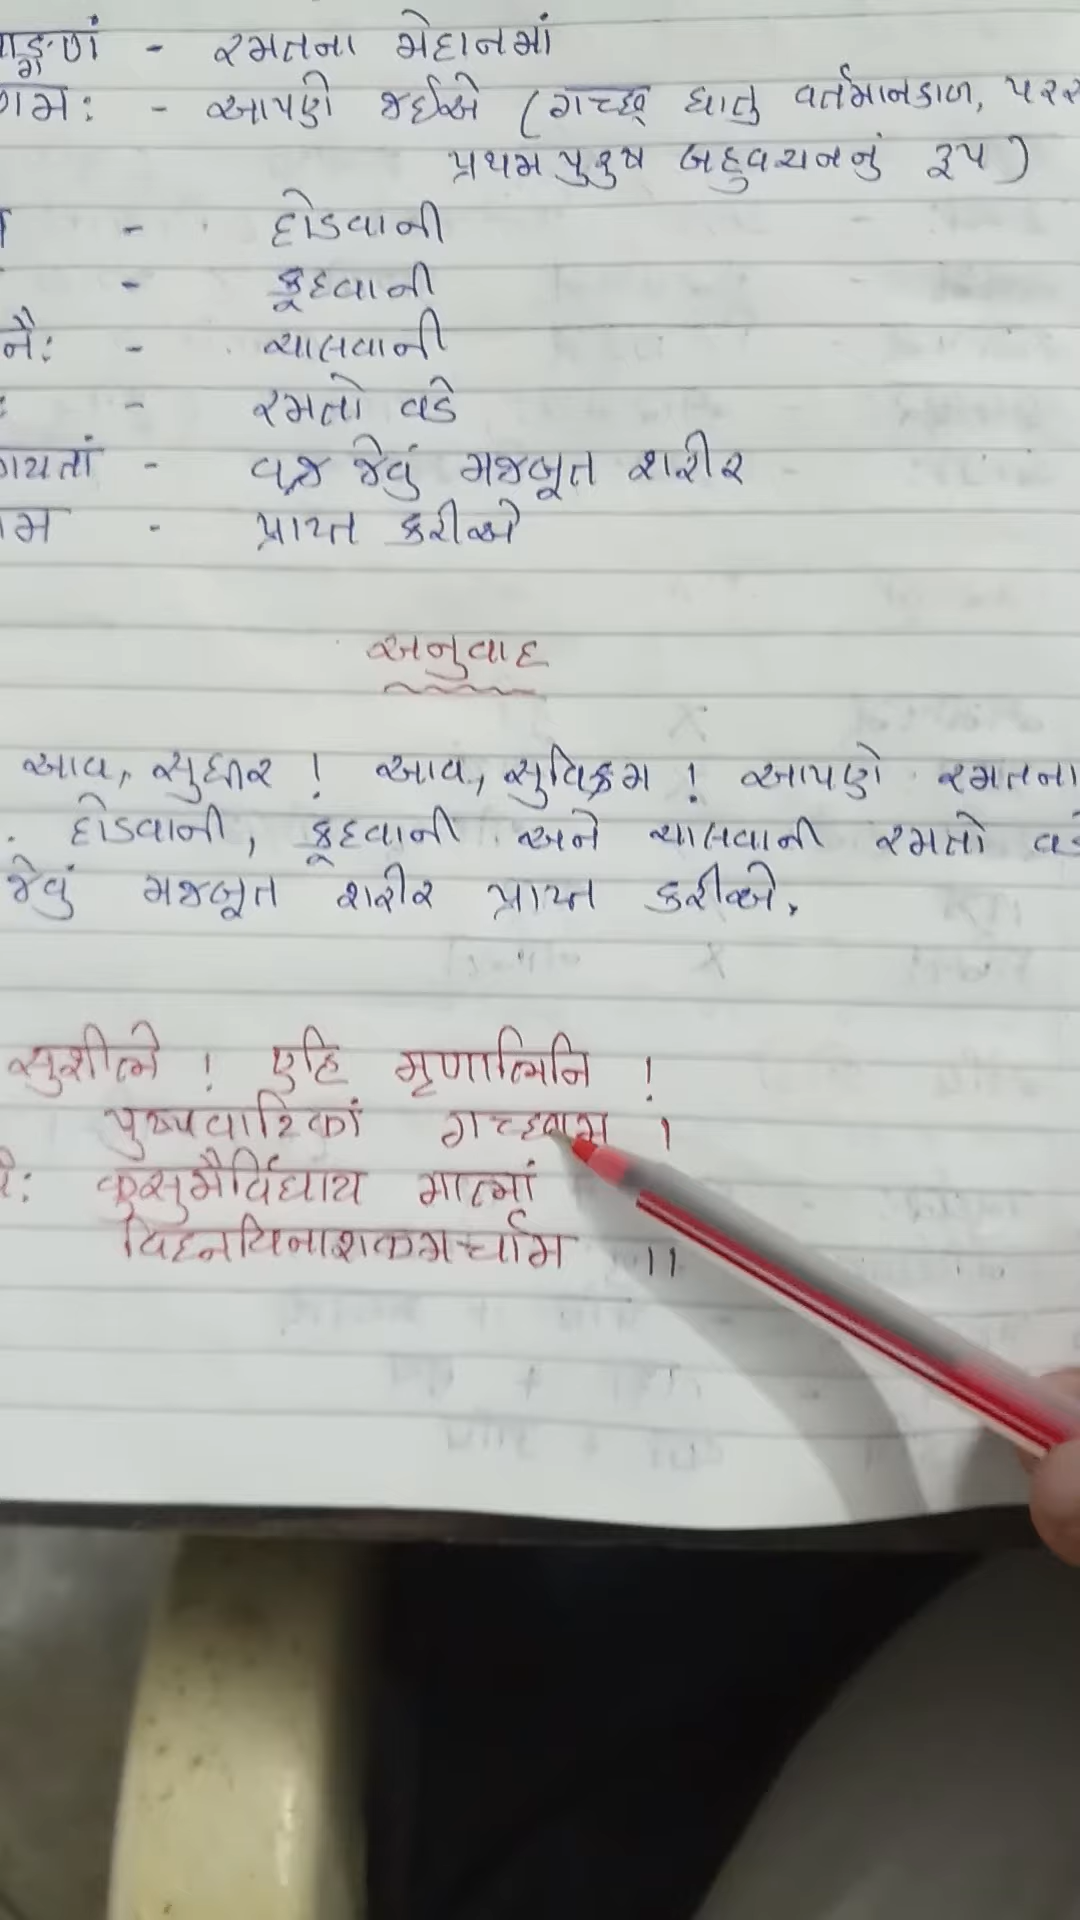 - રમતના મેદાનમાં
- આપણે જઈએ (ગચ્છ્ ધાતુ વર્તમાનકાળ, પરસ
પ્રથમ પુરુષ બહુવચનનું રૂપ)
- દોડવાની
- કૂદવાની
- ચાલવાની
- રમતો વડે
- વજ્ર જેવું મજબૂત શરીર
- પ્રાપ્ત કરીએ
અનુવાદ
આવ, સુધીર ! આવ, સુવિક્રમ ! આપણે રમતના
. દોડવાની, કૂદવાની અને ચાલવાની રમતો વડે
જેવું મજબૂત શરીર પ્રાપ્ત કરીએ.
सुशीले ! एहि मृणालिनि !
पुष्पवाटिकां गच्छाम ।
कुसुमैर्विधाय मालां
विघ्नविनाशकमर्चाम ॥